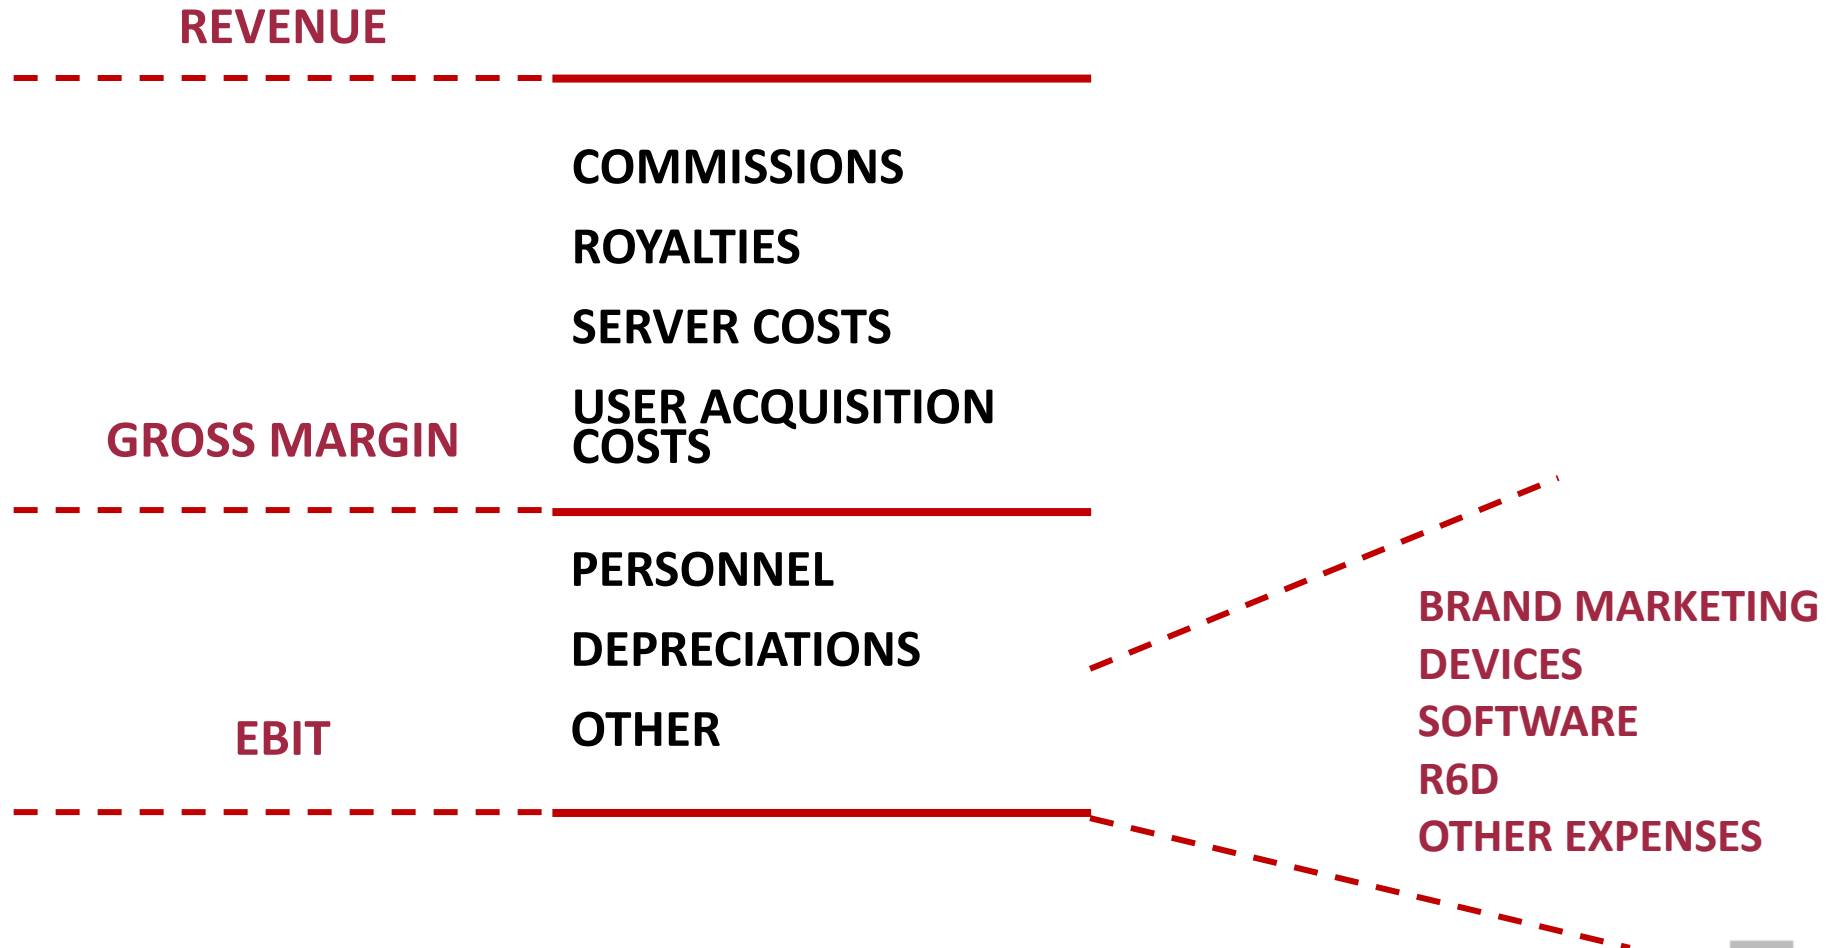 REVENUE
COMMISSIONS
ROYALTIES
SERVER COSTS
USER ACQUISITION
COSTS
GROSS MARGIN
PERSONNEL
DEPRECIATIONS
OTHER
EBIT
BRAND MARKETING
DEVICES
SOFTWARE
R6D
OTHER EXPENSES